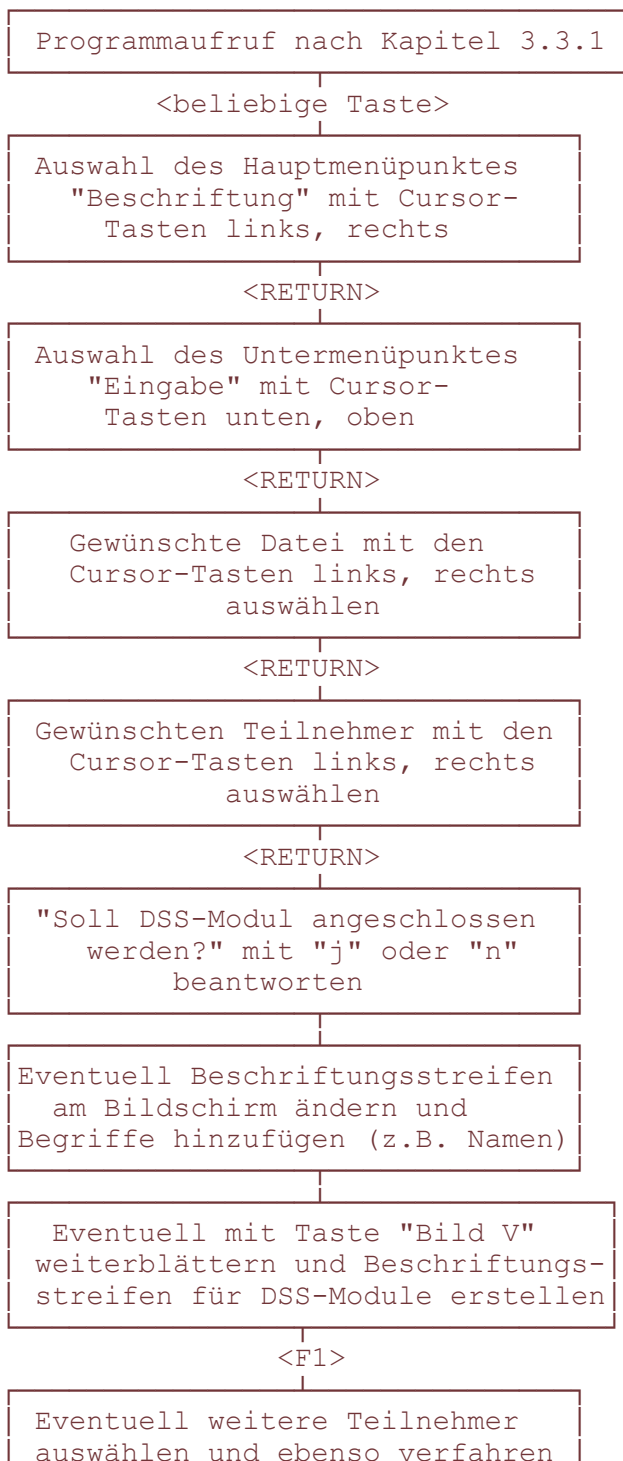 Programmaufruf nach Kapitel 3.3.1
<beliebige Taste>
Auswahl des Hauptmenüpunktes
"Beschriftung" mit Cursor-
Tasten links, rechts
<RETURN>
Auswahl des Untermenüpunktes
"Eingabe" mit Cursor-
Tasten unten, oben
<RETURN>
Gewünschte Datei mit den
Cursor-Tasten links, rechts
auswählen
<RETURN>
Gewünschten Teilnehmer mit den
Cursor-Tasten links, rechts
auswählen
<RETURN>
"Soll DSS-Modul angeschlossen
werden?" mit "j" oder "n"
beantworten
Eventuell Beschriftungsstreifen
am Bildschirm ändern und
Begriffe hinzufügen (z.B. Namen)
Eventuell mit Taste "Bild V"
weiterblättern und Beschriftungs-
streifen für DSS-Module erstellen
<F1>
Eventuell weitere Teilnehmer
auswählen und ebenso verfahren